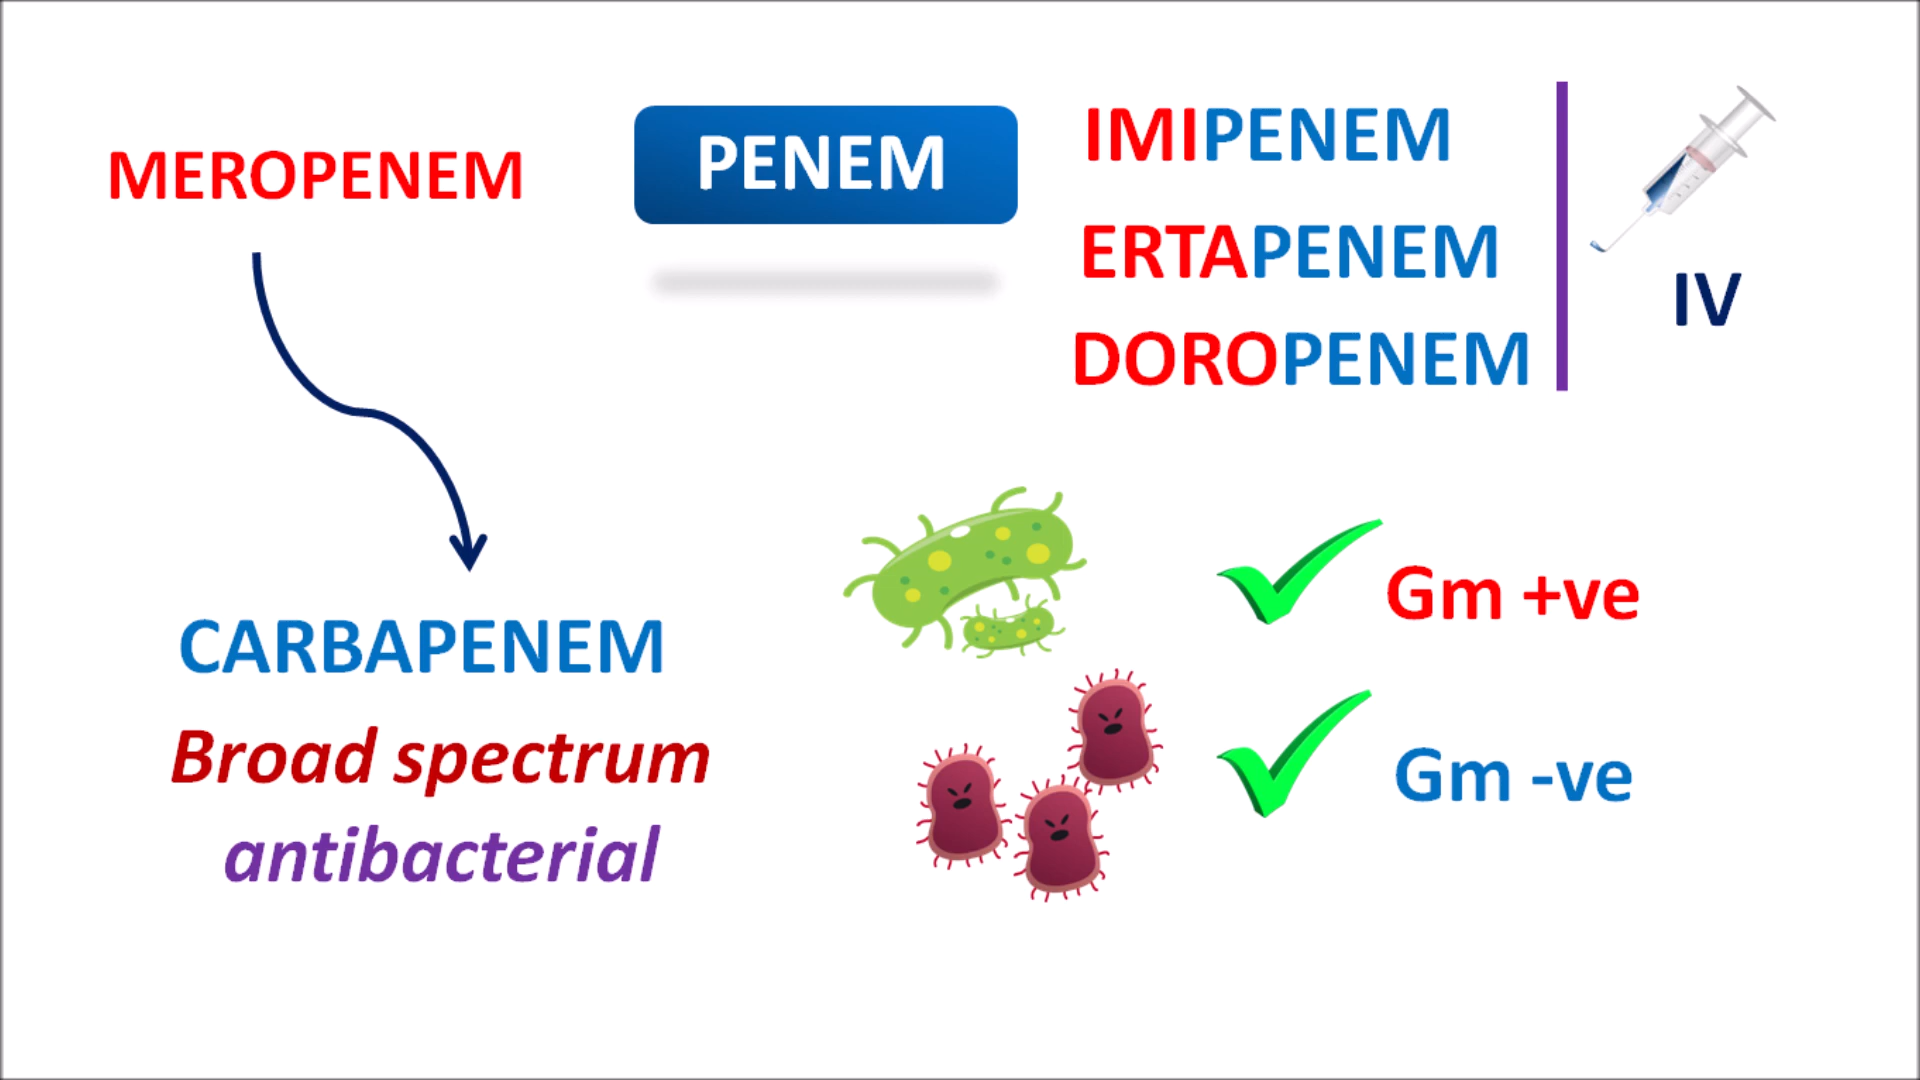 MEROPENEM
PENEM
IMIPENEM
ERTAPENEM
DOROPENEM
IV
CARBAPENEM
Broad spectrum
antibacterial
Gm +ve
Gm -ve